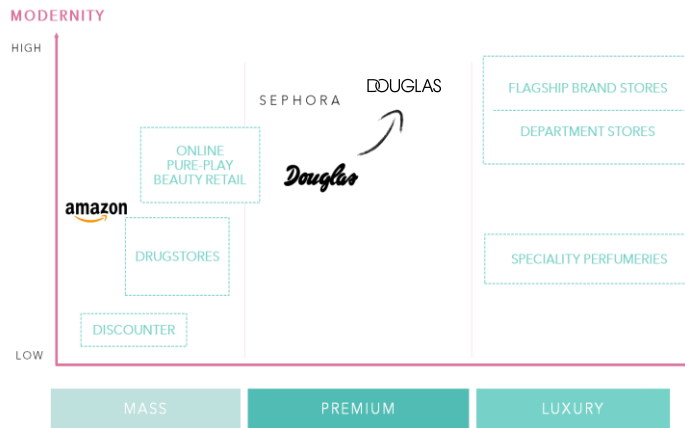 MODERNITY
HIGH
DOUGLAS
SEPHORA
FLAGSHIP BRAND STORES
DEPARTMENT STORES
ONLINE
PURE-PLAY
BEAUTY RETAIL
Douglas
amazon
DRUGSTORES
SPECIALITY PERFUMERIES
DISCOUNTER
LOW
MASS
PREMIUM
LUXURY